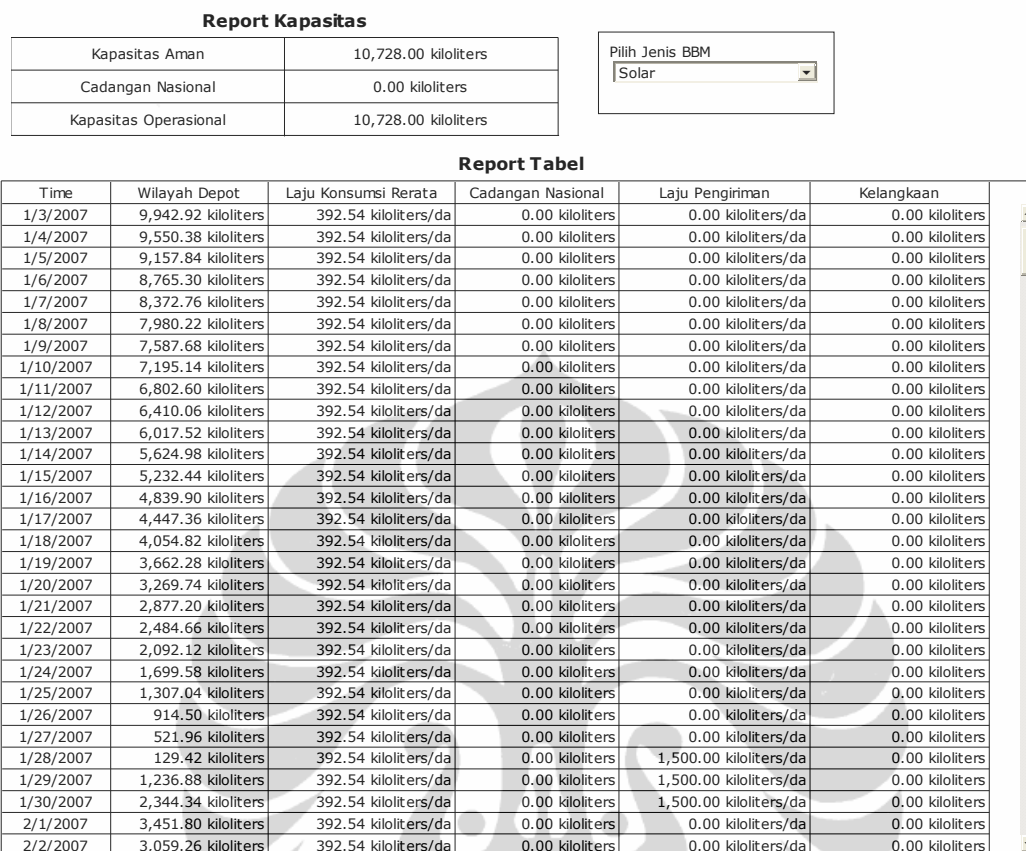 Report Kapasitas
Kapasitas Aman 10,728.00 kiloliters
Cadangan Nasional 0.00 kiloliters
Kapasitas Operasional 10,728.00 kiloliters
Pilih Jenis BBM
Solar
Report Tabel
Time Wilayah Depot Laju Konsumsi Rerata Cadangan Nasional Laju Pengiriman Kelangkaan
1/3/2007 9,942.92 kiloliters 392.54 kiloliters/da 0.00 kiloliters 0.00 kiloliters/da 0.00 kiloliters
1/4/2007 9,550.38 kiloliters 392.54 kiloliters/da 0.00 kiloliters 0.00 kiloliters/da 0.00 kiloliters
1/5/2007 9,157.84 kiloliters 392.54 kiloliters/da 0.00 kiloliters 0.00 kiloliters/da 0.00 kiloliters
1/6/2007 8,765.30 kiloliters 392.54 kiloliters/da 0.00 kiloliters 0.00 kiloliters/da 0.00 kiloliters
1/7/2007 8,372.76 kiloliters 392.54 kiloliters/da 0.00 kiloliters 0.00 kiloliters/da 0.00 kiloliters
1/8/2007 7,980.22 kiloliters 392.54 kiloliters/da 0.00 kiloliters 0.00 kiloliters/da 0.00 kiloliters
1/9/2007 7,587.68 kiloliters 392.54 kiloliters/da 0.00 kiloliters 0.00 kiloliters/da 0.00 kiloliters
1/10/2007 7,195.14 kiloliters 392.54 kiloliters/da 0.00 kiloliters 0.00 kiloliters/da 0.00 kiloliters
1/11/2007 6,802.60 kiloliters 392.54 kiloliters/da 0.00 kiloliters 0.00 kiloliters/da 0.00 kiloliters
1/12/2007 6,410.06 kiloliters 392.54 kiloliters/da 0.00 kiloliters 0.00 kiloliters/da 0.00 kiloliters
1/13/2007 6,017.52 kiloliters 392.54 kiloliters/da 0.00 kiloliters 0.00 kiloliters/da 0.00 kiloliters
1/14/2007 5,624.98 kiloliters 392.54 kiloliters/da 0.00 kiloliters 0.00 kiloliters/da 0.00 kiloliters
1/15/2007 5,232.44 kiloliters 392.54 kiloliters/da 0.00 kiloliters 0.00 kiloliters/da 0.00 kiloliters
1/16/2007 4,839.90 kiloliters 392.54 kiloliters/da 0.00 kiloliters 0.00 kiloliters/da 0.00 kiloliters
1/17/2007 4,447.36 kiloliters 392.54 kiloliters/da 0.00 kiloliters 0.00 kiloliters/da 0.00 kiloliters
1/18/2007 4,054.82 kiloliters 392.54 kiloliters/da 0.00 kiloliters 0.00 kiloliters/da 0.00 kiloliters
1/19/2007 3,662.28 kiloliters 392.54 kiloliters/da 0.00 kiloliters 0.00 kiloliters/da 0.00 kiloliters
1/20/2007 3,269.74 kiloliters 392.54 kiloliters/da 0.00 kiloliters 0.00 kiloliters/da 0.00 kiloliters
1/21/2007 2,877.20 kiloliters 392.54 kiloliters/da 0.00 kiloliters 0.00 kiloliters/da 0.00 kiloliters
1/22/2007 2,484.66 kiloliters 392.54 kiloliters/da 0.00 kiloliters 0.00 kiloliters/da 0.00 kiloliters
1/23/2007 2,092.12 kiloliters 392.54 kiloliters/da 0.00 kiloliters 0.00 kiloliters/da 0.00 kiloliters
1/24/2007 1,699.58 kiloliters 392.54 kiloliters/da 0.00 kiloliters 0.00 kiloliters/da 0.00 kiloliters
1/25/2007 1,307.04 kiloliters 392.54 kiloliters/da 0.00 kiloliters 0.00 kiloliters/da 0.00 kiloliters
1/26/2007 914.50 kiloliters 392.54 kiloliters/da 0.00 kiloliters 0.00 kiloliters/da 0.00 kiloliters
1/27/2007 521.96 kiloliters 392.54 kiloliters/da 0.00 kiloliters 0.00 kiloliters/da 0.00 kiloliters
1/28/2007 129.42 kiloliters 392.54 kiloliters/da 0.00 kiloliters 1,500.00 kiloliters/da 0.00 kiloliters
1/29/2007 1,236.88 kiloliters 392.54 kiloliters/da 0.00 kiloliters 1,500.00 kiloliters/da 0.00 kiloliters
1/30/2007 2,344.34 kiloliters 392.54 kiloliters/da 0.00 kiloliters 1,500.00 kiloliters/da 0.00 kiloliters
2/1/2007 3,451.80 kiloliters 392.54 kiloliters/da 0.00 kiloliters 0.00 kiloliters/da 0.00 kiloliters
2/2/2007 3,059.26 kiloliters 392.54 kiloliters/da 0.00 kiloliters 0.00 kiloliters/da 0.00 kiloliters